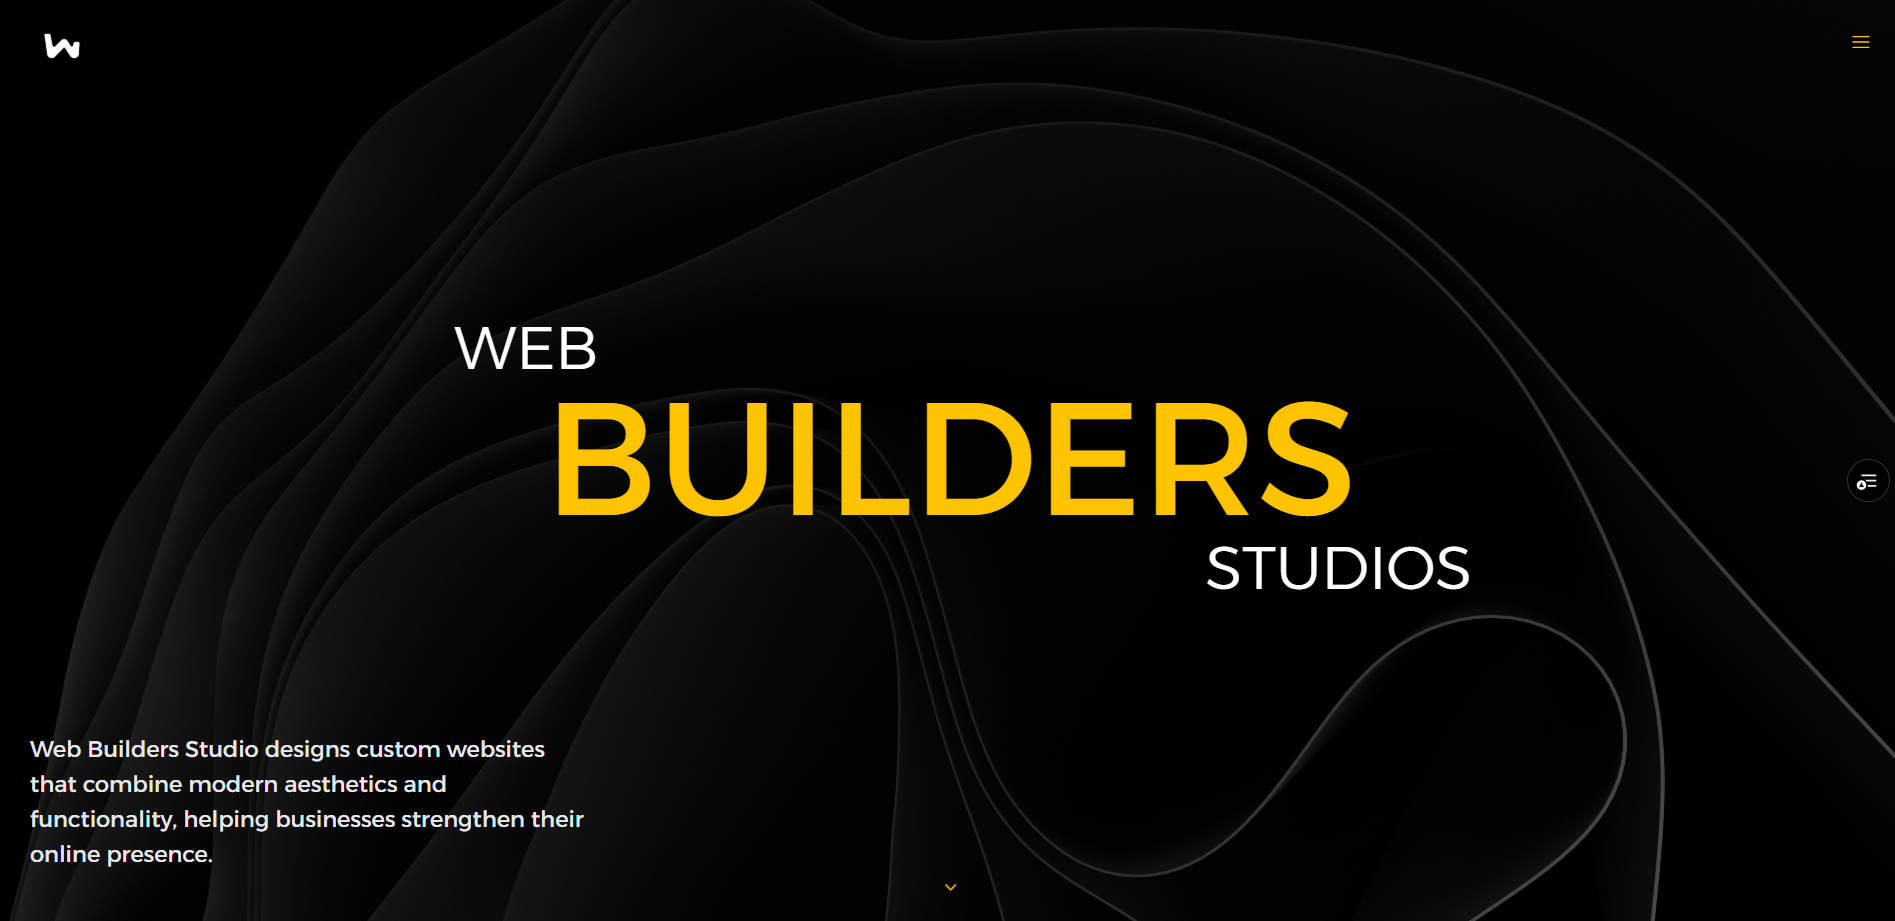 WEB
BUILDERS
STUDIOS
Web Builders Studio designs custom websites
that combine modern aesthetics and
functionality, helping businesses strengthen their
online presence.